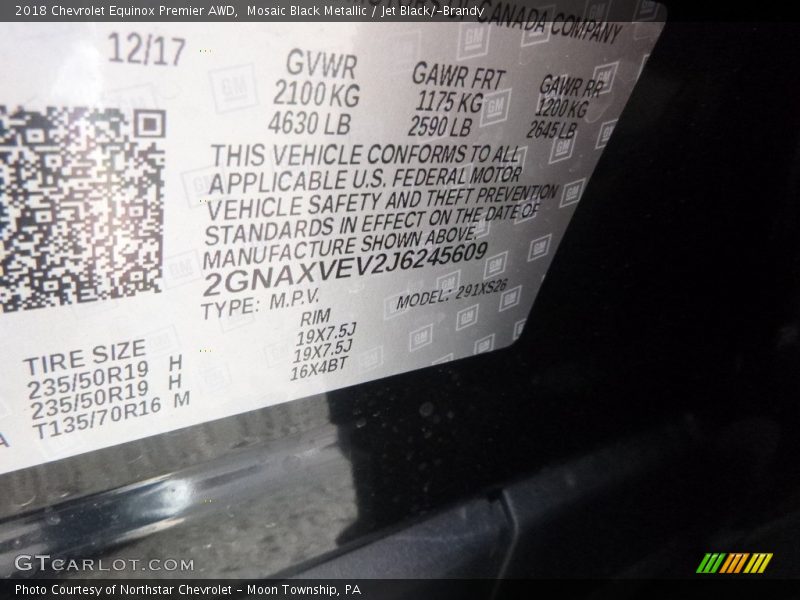 2018 Chevrolet Equinox Premier AWD,  Mosaic Black Metallic / Jet Black/­Brandy
MOTORS OF CANADA COMPANY
12/17
GVWR
2100 KG
4630 LB
GAWR FRT
1175 KG
2590 LB
GAWR RR
1200 KG
2645 LB
THIS VEHICLE CONFORMS TO ALL
APPLICABLE U.S. FEDERAL MOTOR
VEHICLE SAFETY AND THEFT PREVENTION
STANDARDS IN EFFECT ON THE DATE OF
MANUFACTURE SHOWN ABOVE.
2GNAXVEV2J6245609
TYPE: M.P.V.
MODEL: 291XS26
TIRE SIZE
235/50R19 H
235/50R19 H
T135/70R16 M
RIM
19X7.5J
19X7.5J
16X4BT
GTCARLOT.COM
Photo Courtesy of Northstar Chevrolet - Moon Township, PA